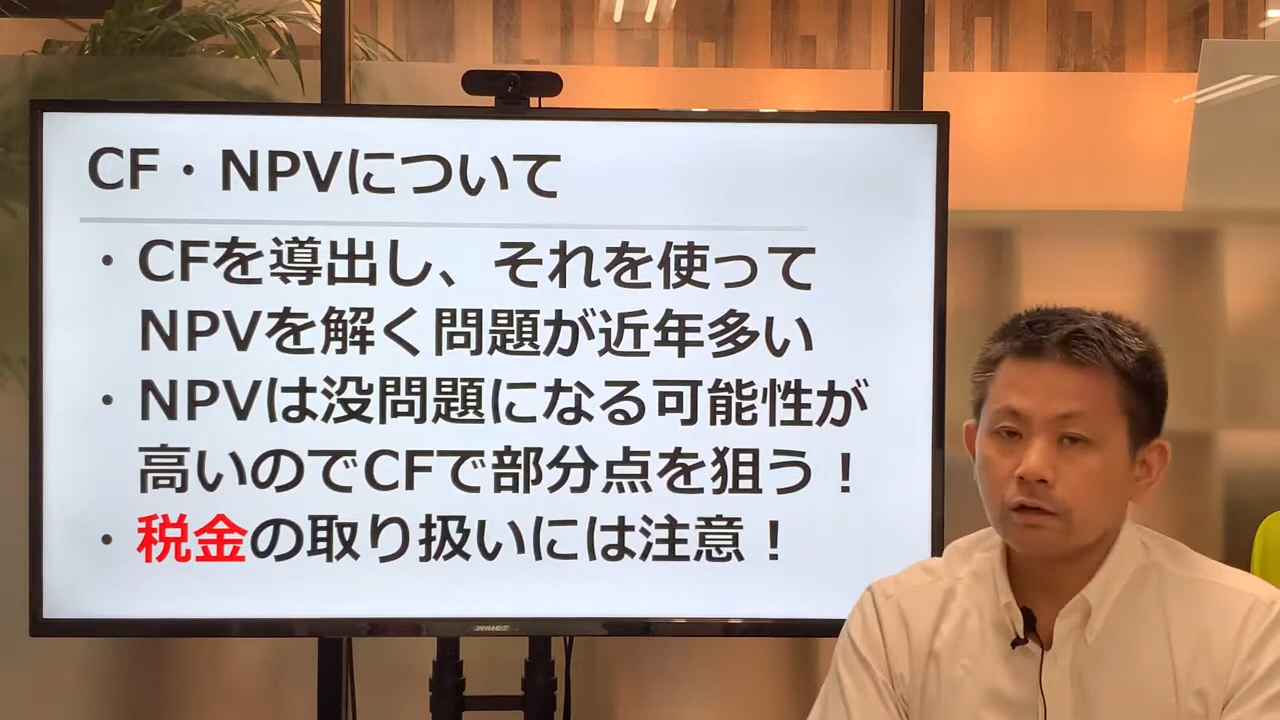 CF・NPVについて
・CFを導出し、それを使って
NPVを解く問題が近年多い
・NPVは没問題になる可能性が
高いのでCFで部分点を狙う！
・税金の取り扱いには注意！
JAPANNEXT